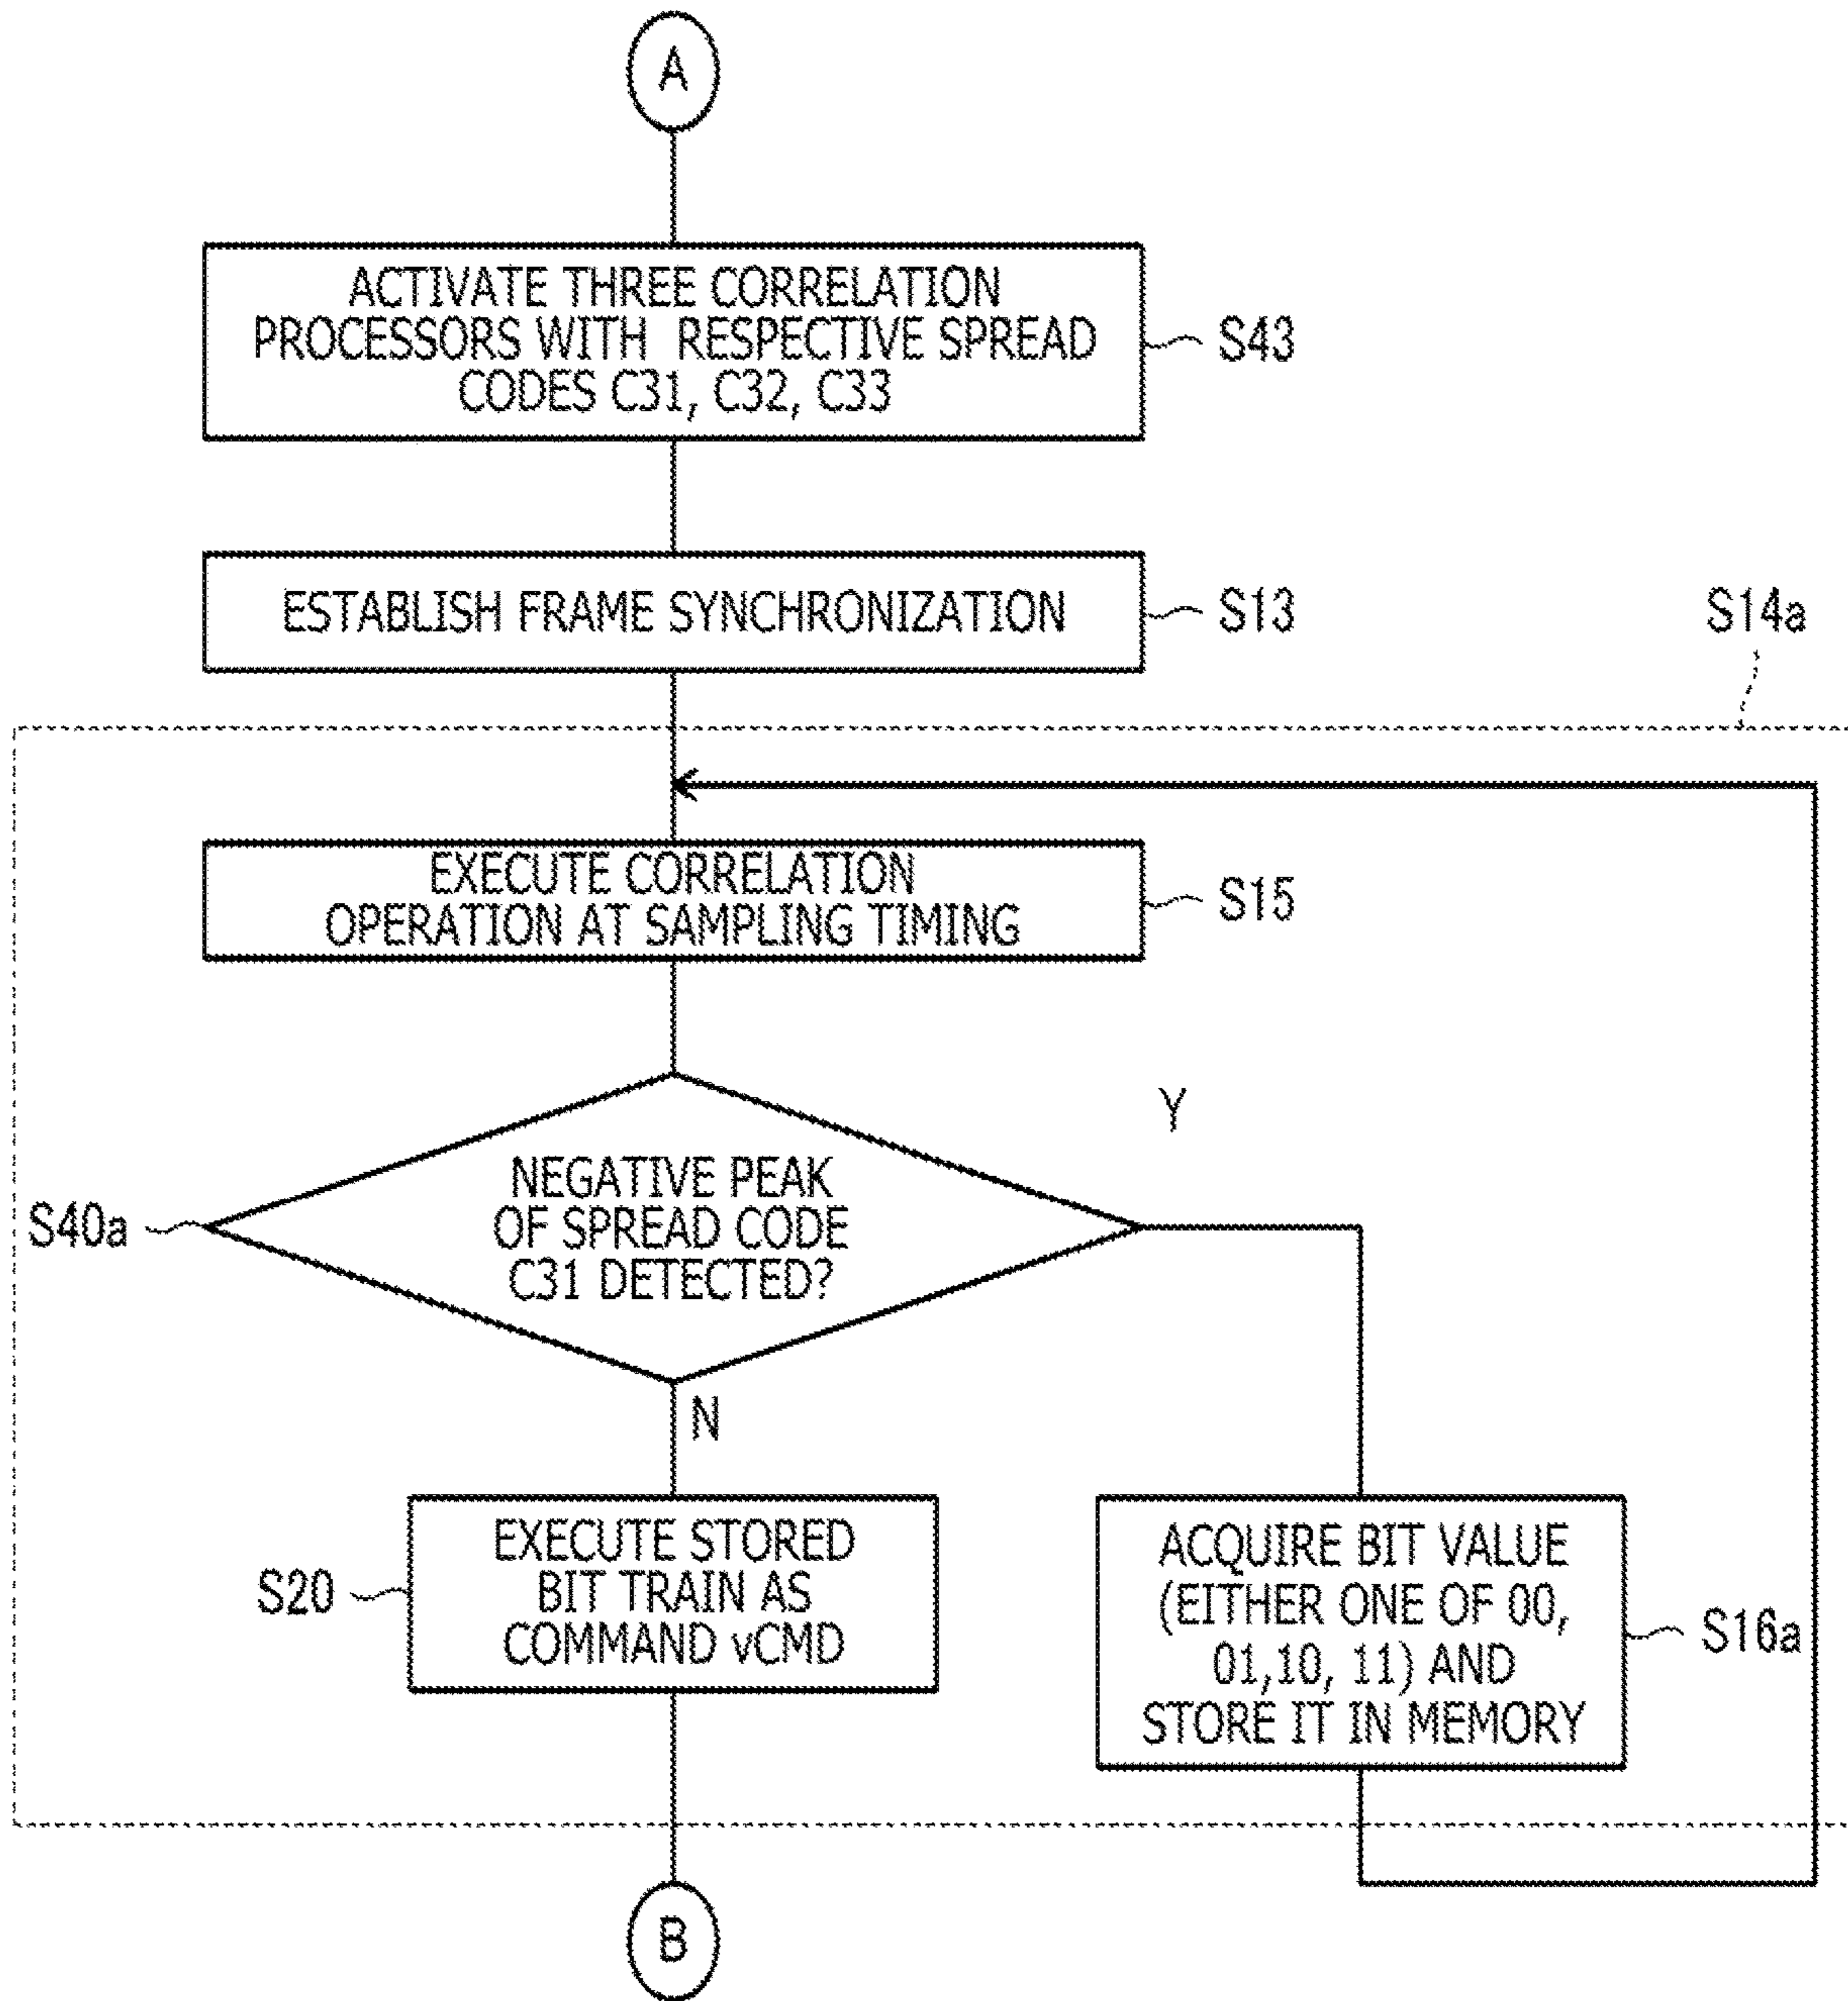 A
ACTIVATE THREE CORRELATION
PROCESSORS WITH RESPECTIVE SPREAD
CODES C31, C32, C33
S43
ESTABLISH FRAME SYNCHRONIZATION
S13
S14a
EXECUTE CORRELATION
OPERATION AT SAMPLING TIMING
S15
Y
NEGATIVE PEAK
OF SPREAD CODE
C31 DETECTED?
S40a
N
EXECUTE STORED
BIT TRAIN AS
COMMAND vCMD
S20
ACQUIRE BIT VALUE
(EITHER ONE OF 00,
01,10, 11) AND
STORE IT IN MEMORY
S16a
B